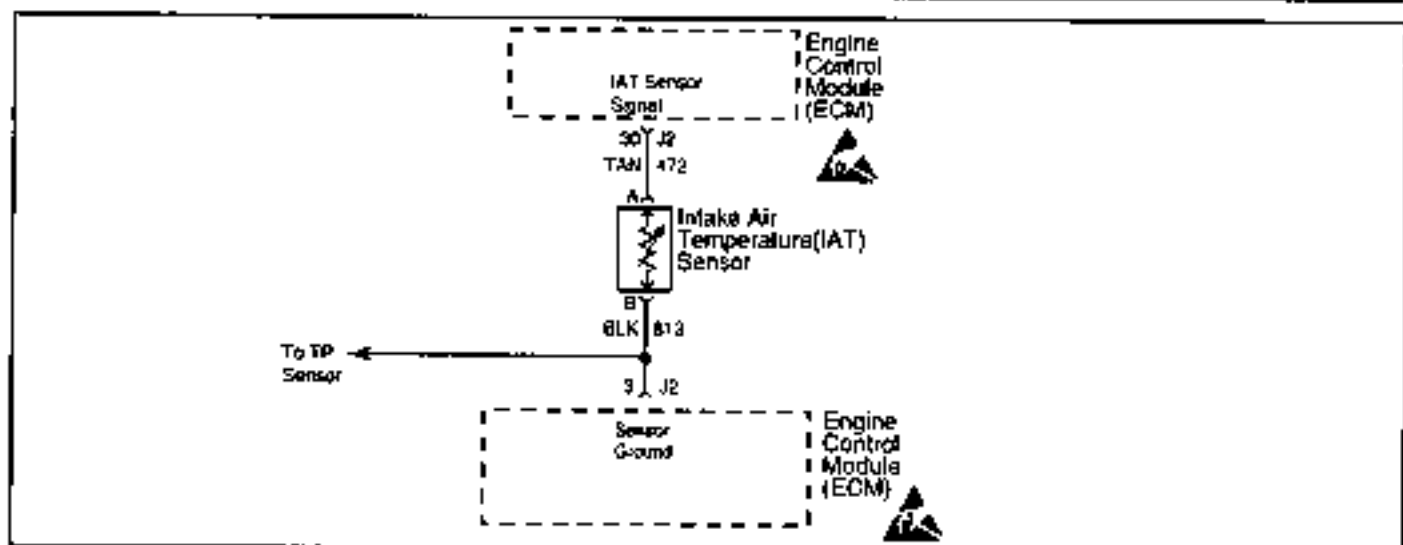 Engine
Control
Module
(ECM)
IAT Sensor
Signal
30 J2
TAN 472
A
Intake Air
Temperature(IAT)
Sensor
B
BLK 813
To TP
Sensor
3 J2
Sensor
Ground
Engine
Control
Module
(ECM)